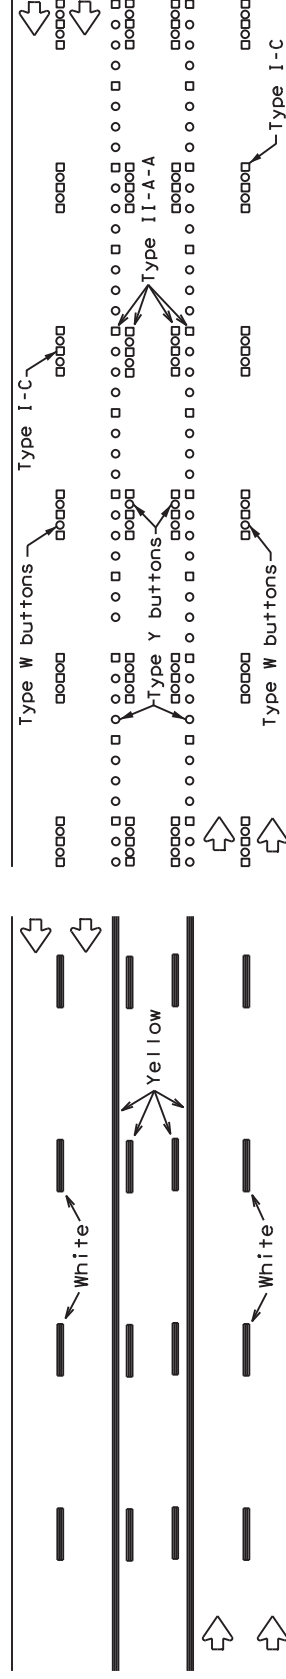 Type I-C
Type II-A-A
Type I-C
Type W buttons
Type Y buttons
Type W buttons
Yellow
White
White